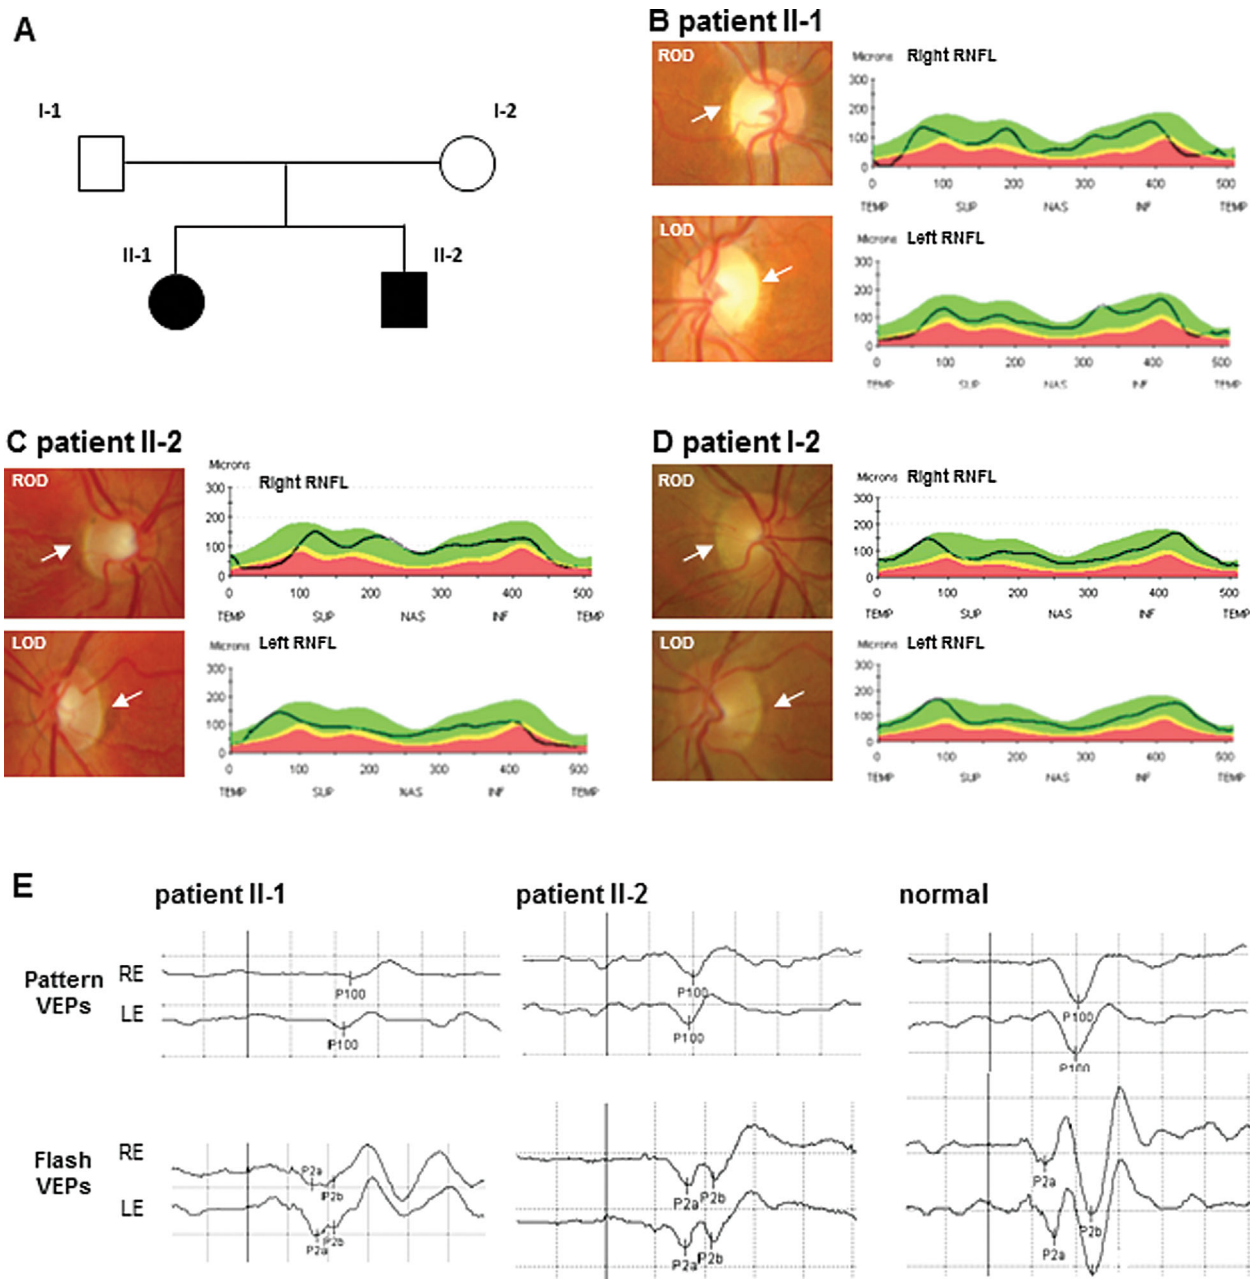 A
I-1
I-2
II-1
II-2
B patient II-1
ROD
Microns Right RNFL
300
200
100
0
0 100 200 300 400 500
TEMP SUP NAS INF TEMP
LOD
Microns Left RNFL
300
200
100
0
0 100 200 300 400 500
TEMP SUP NAS INF TEMP
C patient II-2
ROD
Microns
Right RNFL
300
200
100
0
0 100 200 300 400 500
TEMP SUP NAS INF TEMP
LOD
Microns Left RNFL
300
200
100
0
0 100 200 300 400 500
TEMP SUP NAS INF TEMP
D patient I-2
ROD
Microns Right RNFL
300
200
100
0
0 100 200 300 400 500
TEMP SUP NAS INF TEMP
LOD
Microns Left RNFL
300
200
100
0
0 100 200 300 400 500
TEMP SUP NAS INF TEMP
E
patient II-1 patient II-2 normal
Pattern VEPs
RE
P100 P100 P100
LE
P100 P100 P100
Flash VEPs
RE
P2a P2b P2a P2b P2a
LE
P2a P2b P2a P2b P2a P2b